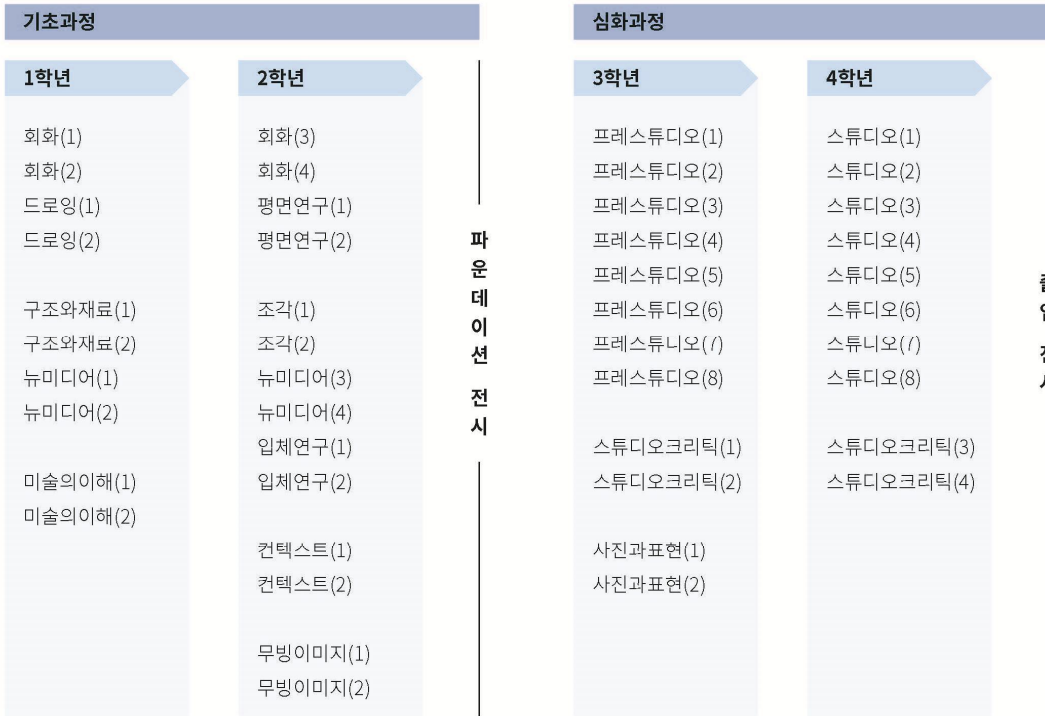 기초과정
1학년
회화(1)
회화(2)
드로잉(1)
드로잉(2)
구조와재료(1)
구조와재료(2)
뉴미디어(1)
뉴미디어(2)
미술의이해(1)
미술의이해(2)
2학년
회화(3)
회화(4)
평면연구(1)
평면연구(2)
조각(1)
조각(2)
뉴미디어(3)
뉴미디어(4)
입체연구(1)
입체연구(2)
컨텍스트(1)
컨텍스트(2)
무빙이미지(1)
무빙이미지(2)
파운데이션 전시
심화과정
3학년
프레스튜디오(1)
프레스튜디오(2)
프레스튜디오(3)
프레스튜디오(4)
프레스튜디오(5)
프레스튜디오(6)
프레스튜디오(7)
프레스튜디오(8)
스튜디오크리틱(1)
스튜디오크리틱(2)
사진과표현(1)
사진과표현(2)
4학년
스튜디오(1)
스튜디오(2)
스튜디오(3)
스튜디오(4)
스튜디오(5)
스튜디오(6)
스튜디오(7)
스튜디오(8)
스튜디오크리틱(3)
스튜디오크리틱(4)